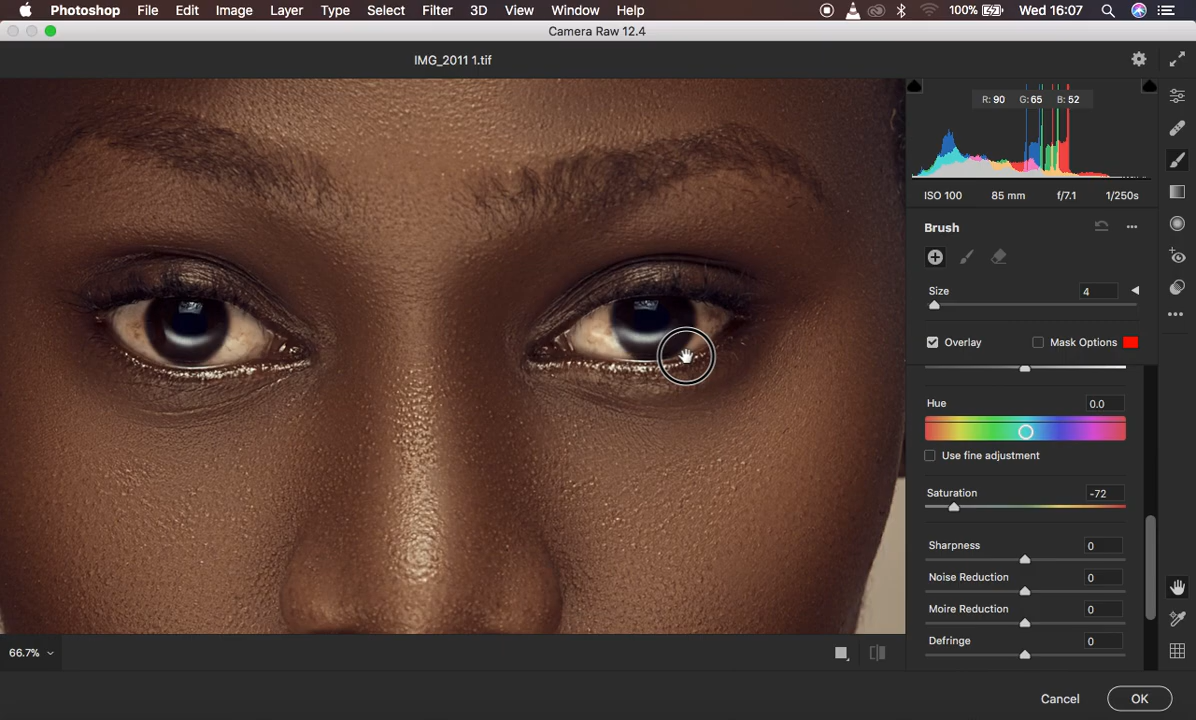 Photoshop File Edit Image Layer Type Select Filter 3D View Window Help 100% Wed 16:07
Camera Raw 12.4
IMG_2011 1.tif
R: 90 G: 65 B: 52
ISO 100 85 mm f/7.1 1/250s
Brush
Size 4
Overlay Mask Options
Hue 0.0
Use fine adjustment
Saturation -72
Sharpness 0
Noise Reduction 0
Moire Reduction 0
Defringe 0
66.7%
Cancel OK